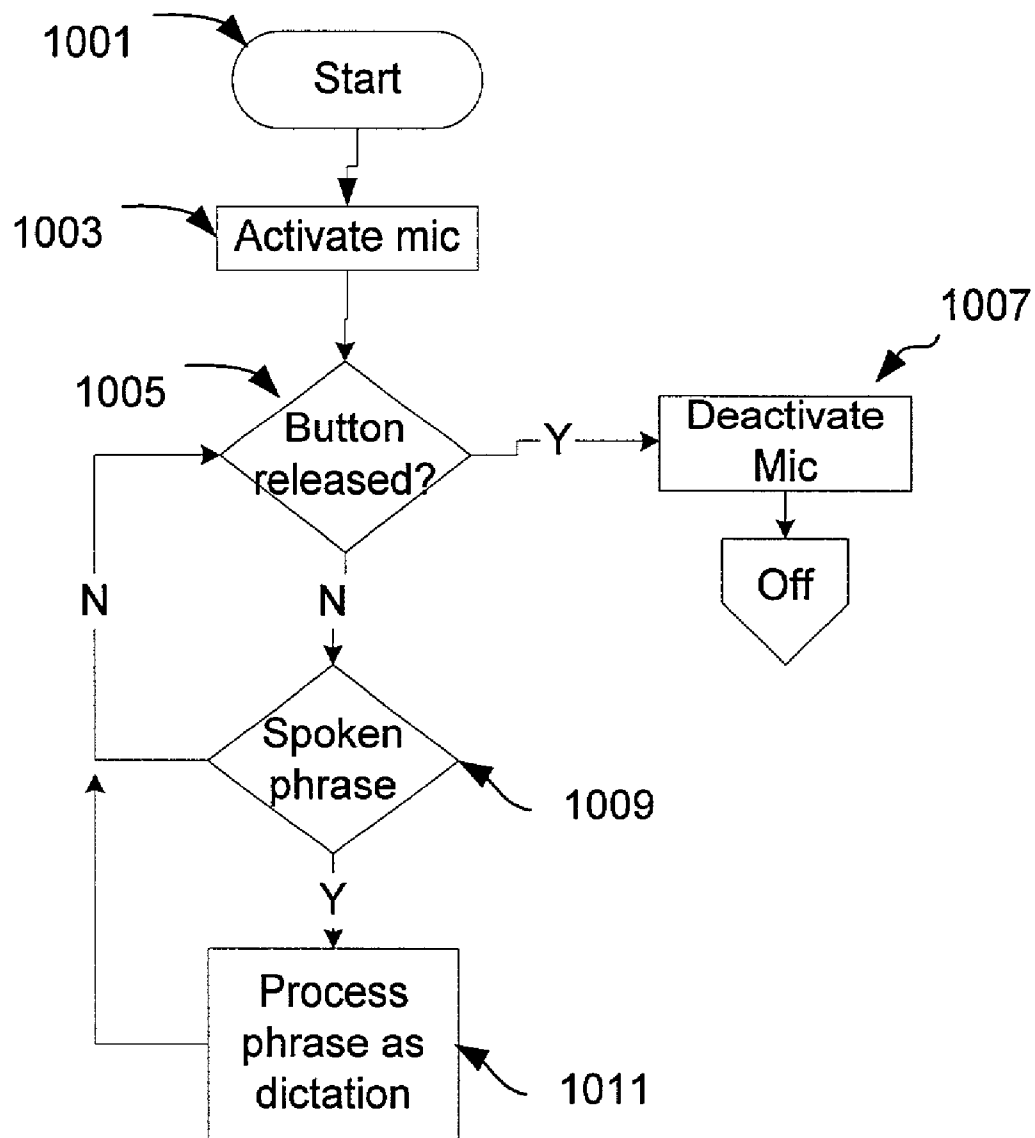 1001
Start
1003
Activate mic
1007
1005
Button
released?
Y
Deactivate
Mic
Off
N
N
Spoken
phrase
1009
Y
Process
phrase as
dictation
1011